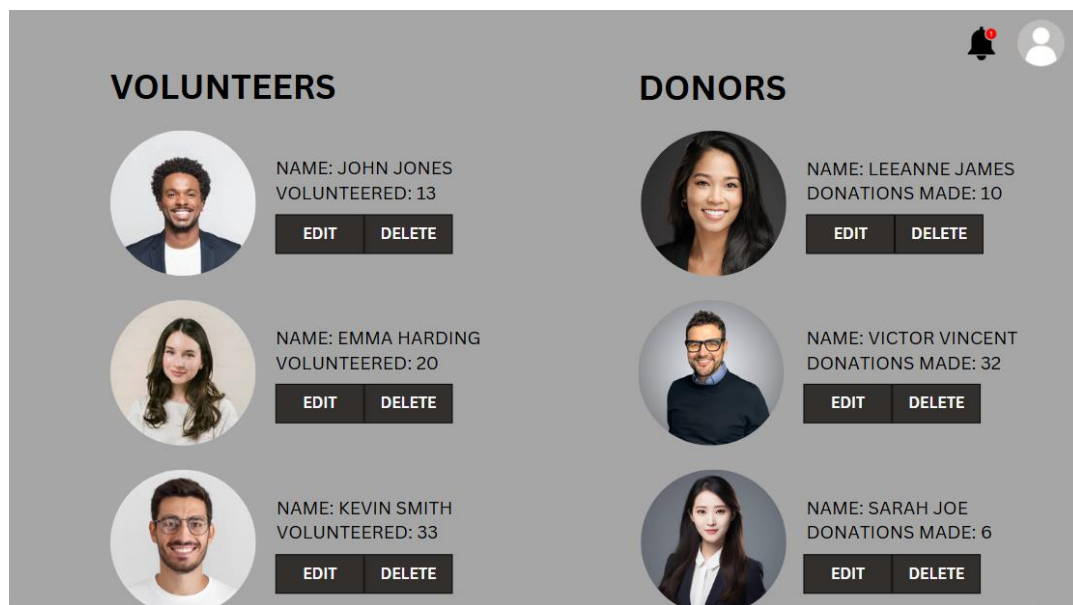 1
VOLUNTEERS
NAME: JOHN JONES
VOLUNTEERED: 13
EDIT DELETE
NAME: EMMA HARDING
VOLUNTEERED: 20
EDIT DELETE
NAME: KEVIN SMITH
VOLUNTEERED: 33
EDIT DELETE
DONORS
NAME: LEEANNE JAMES
DONATIONS MADE: 10
EDIT DELETE
NAME: VICTOR VINCENT
DONATIONS MADE: 32
EDIT DELETE
NAME: SARAH JOE
DONATIONS MADE: 6
EDIT DELETE